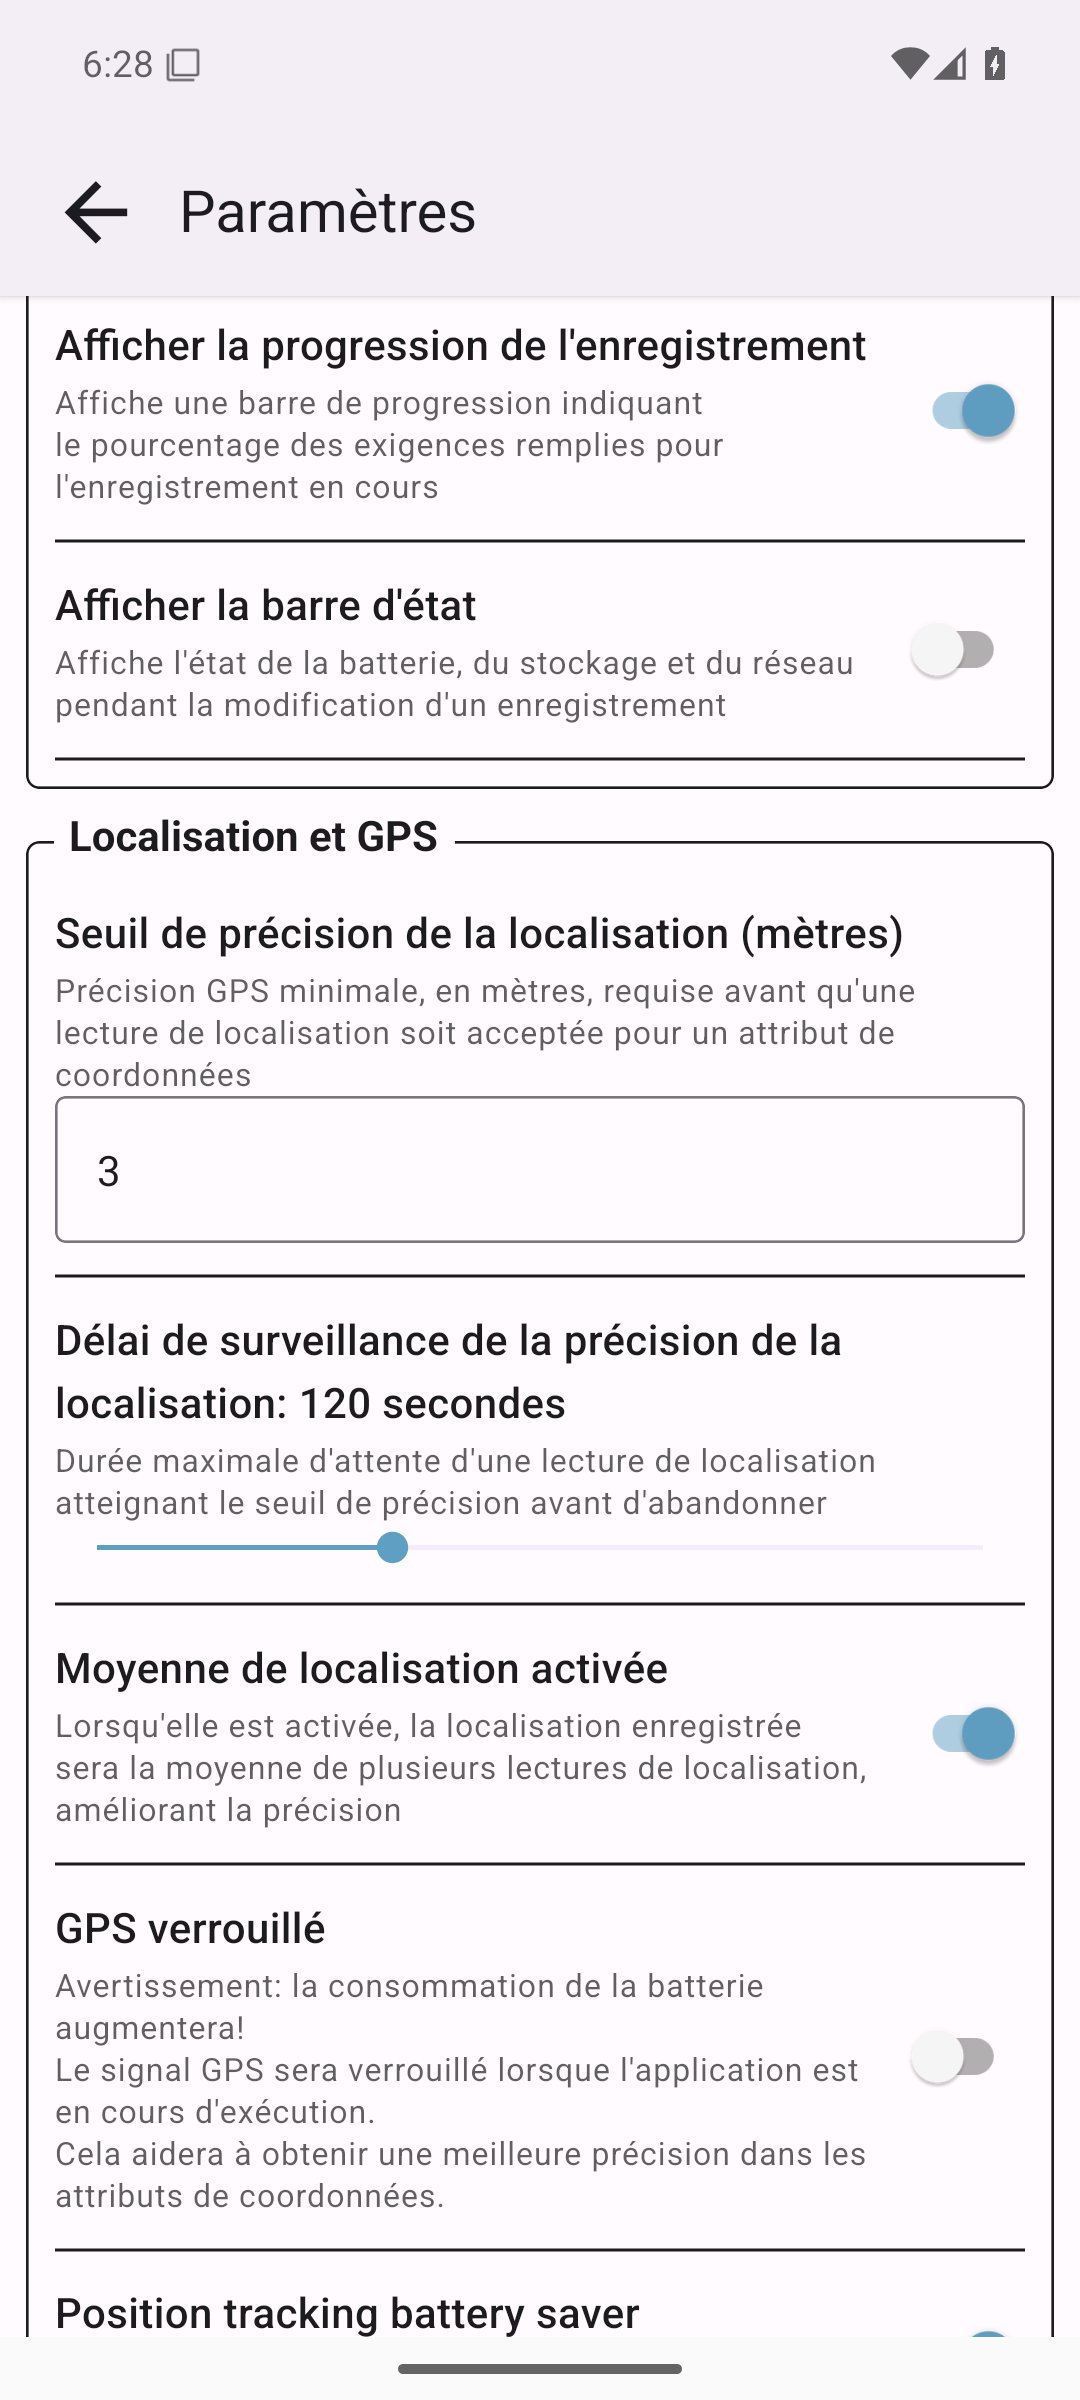 6:28
Paramètres
Afficher la progression de l'enregistrement
Affiche une barre de progression indiquant
le pourcentage des exigences remplies pour
l'enregistrement en cours
Afficher la barre d'état
Affiche l'état de la batterie, du stockage et du réseau
pendant la modification d'un enregistrement
Localisation et GPS
Seuil de précision de la localisation (mètres)
Précision GPS minimale, en mètres, requise avant qu'une
lecture de localisation soit acceptée pour un attribut de
coordonnées
3
Délai de surveillance de la précision de la
localisation: 120 secondes
Durée maximale d'attente d'une lecture de localisation
atteignant le seuil de précision avant d'abandonner
Moyenne de localisation activée
Lorsqu'elle est activée, la localisation enregistrée
sera la moyenne de plusieurs lectures de localisation,
améliorant la précision
GPS verrouillé
Avertissement: la consommation de la batterie
augmentera!
Le signal GPS sera verrouillé lorsque l'application est
en cours d'exécution.
Cela aidera à obtenir une meilleure précision dans les
attributs de coordonnées.
Position tracking battery saver